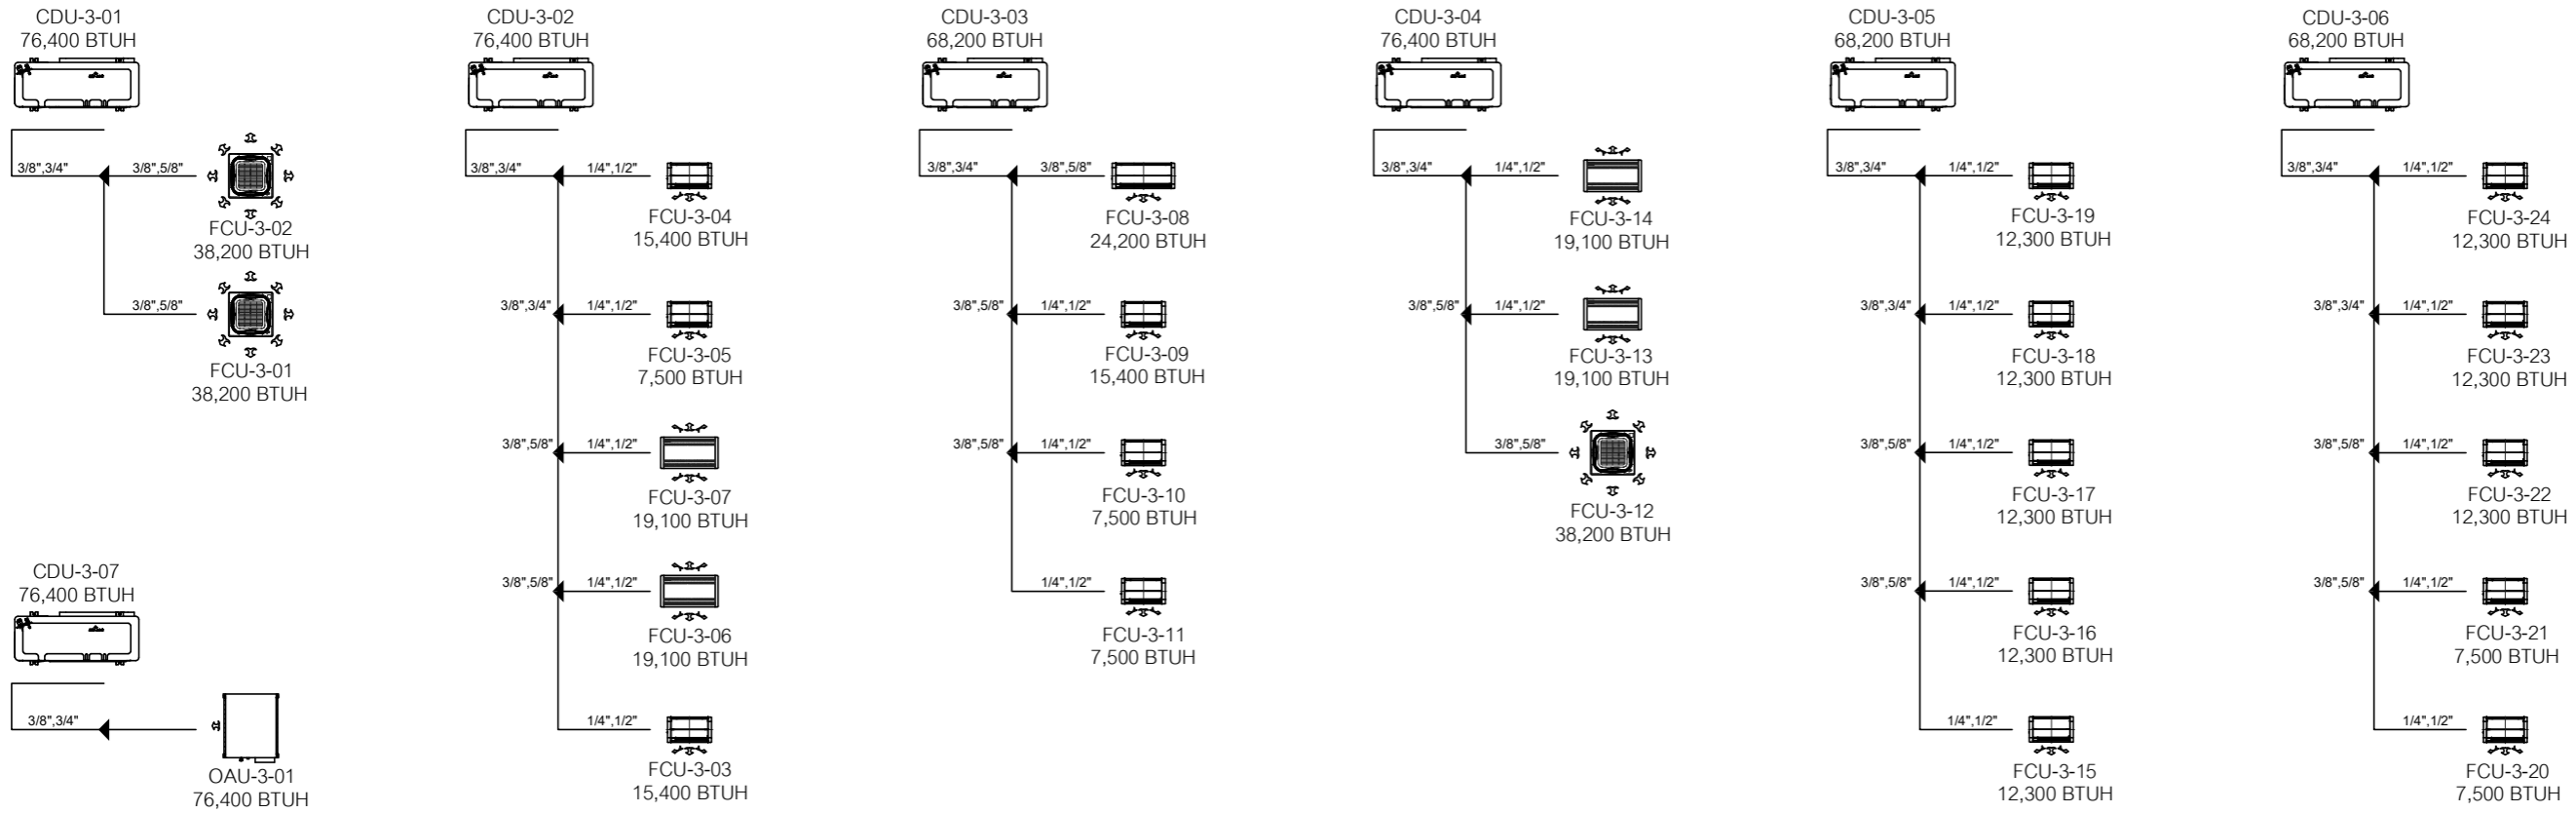 CDU-3-01
76,400 BTUH
3/8",3/4"
3/8",5/8"
FCU-3-02
38,200 BTUH
3/8",5/8"
FCU-3-01
38,200 BTUH
CDU-3-07
76,400 BTUH
3/8",3/4"
OAU-3-01
76,400 BTUH
CDU-3-02
76,400 BTUH
3/8",3/4"
1/4",1/2"
FCU-3-04
15,400 BTUH
3/8",3/4"
1/4",1/2"
FCU-3-05
7,500 BTUH
3/8",5/8"
1/4",1/2"
FCU-3-07
19,100 BTUH
3/8",5/8"
1/4",1/2"
FCU-3-06
19,100 BTUH
1/4",1/2"
FCU-3-03
15,400 BTUH
CDU-3-03
68,200 BTUH
3/8",3/4"
3/8",5/8"
FCU-3-08
24,200 BTUH
3/8",5/8"
1/4",1/2"
FCU-3-09
15,400 BTUH
3/8",5/8"
1/4",1/2"
FCU-3-10
7,500 BTUH
1/4",1/2"
FCU-3-11
7,500 BTUH
CDU-3-04
76,400 BTUH
3/8",3/4"
1/4",1/2"
FCU-3-14
19,100 BTUH
3/8",5/8"
1/4",1/2"
FCU-3-13
19,100 BTUH
3/8",5/8"
FCU-3-12
38,200 BTUH
CDU-3-05
68,200 BTUH
3/8",3/4"
1/4",1/2"
FCU-3-19
12,300 BTUH
3/8",3/4"
1/4",1/2"
FCU-3-18
12,300 BTUH
3/8",5/8"
1/4",1/2"
FCU-3-17
12,300 BTUH
3/8",5/8"
1/4",1/2"
FCU-3-16
12,300 BTUH
1/4",1/2"
FCU-3-15
12,300 BTUH
CDU-3-06
68,200 BTUH
3/8",3/4"
1/4",1/2"
FCU-3-24
12,300 BTUH
3/8",3/4"
1/4",1/2"
FCU-3-23
12,300 BTUH
3/8",5/8"
1/4",1/2"
FCU-3-22
12,300 BTUH
3/8",5/8"
1/4",1/2"
FCU-3-21
7,500 BTUH
1/4",1/2"
FCU-3-20
7,500 BTUH